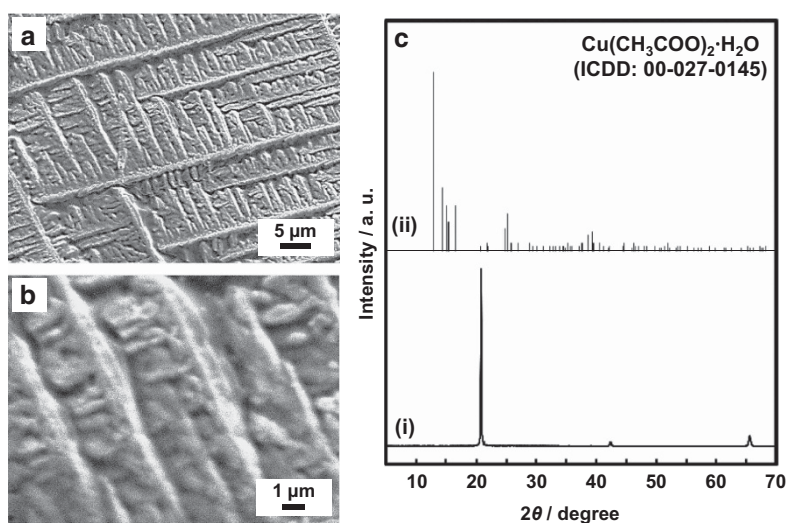 a
5 μm
b
1 μm
c
Cu(CH₃COO)₂·H₂O
(ICDD: 00-027-0145)
(ii)
(i)
Intensity / a. u.
10 20 30 40 50 60 70
2θ / degree